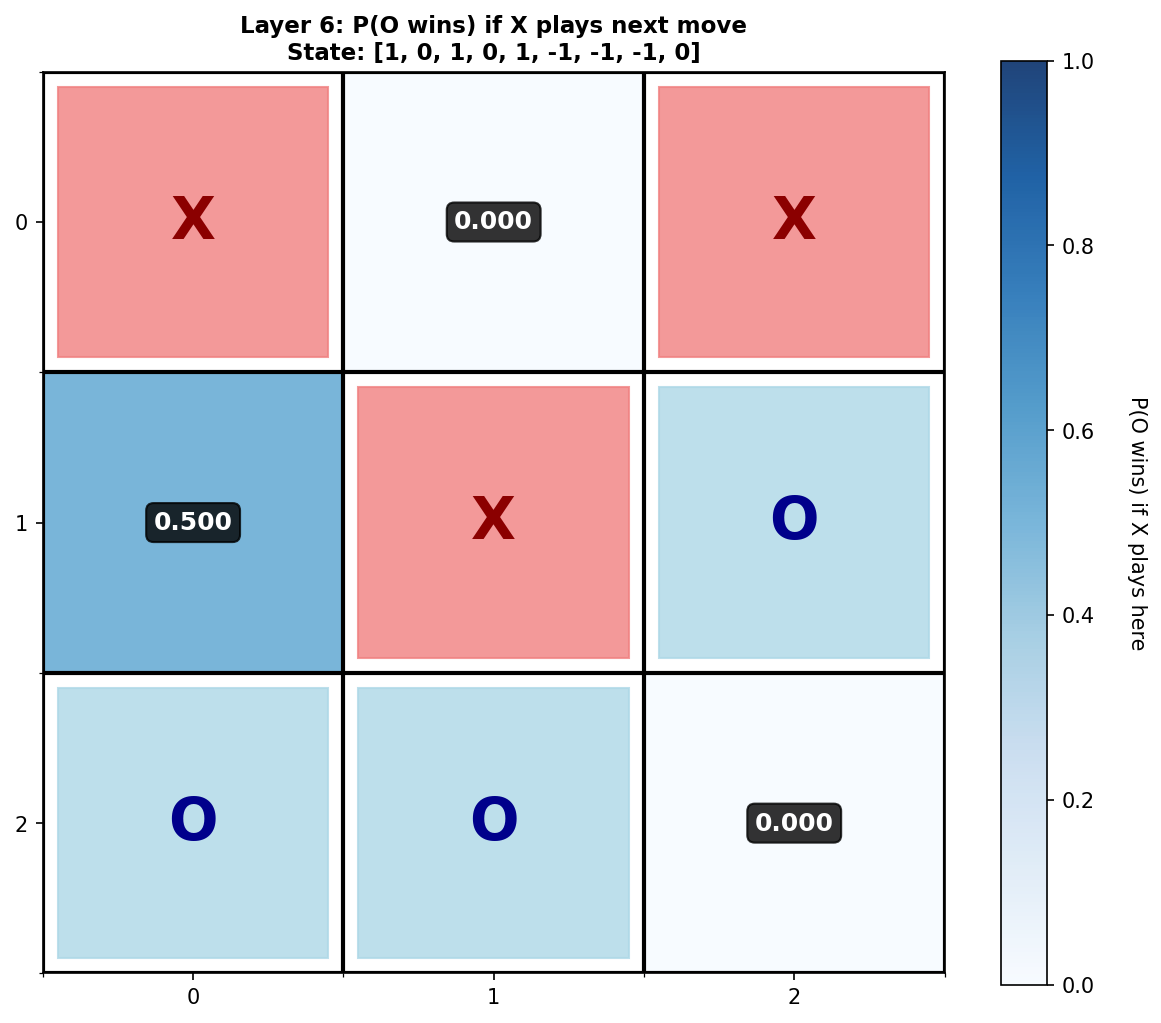 Layer 6: P(O wins) if X plays next move
State: [1, 0, 1, 0, 1, -1, -1, -1, 0]
0
X
0.000
X
1
0.500
X
O
2
O
O
0.000
0
1
2
1.0
0.8
0.6
0.4
0.2
0.0
P(O wins) if X plays here